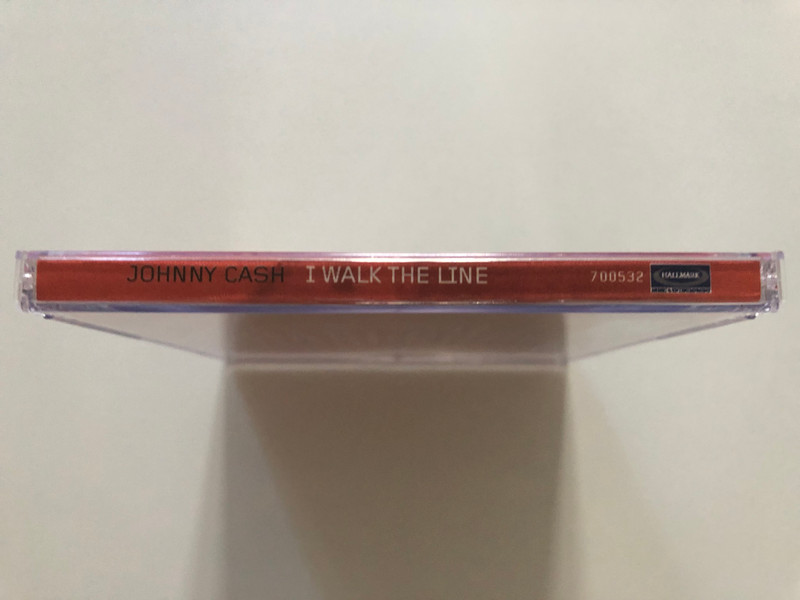 JOHNNY CASH I WALK THE LINE 700532 HALLMARK